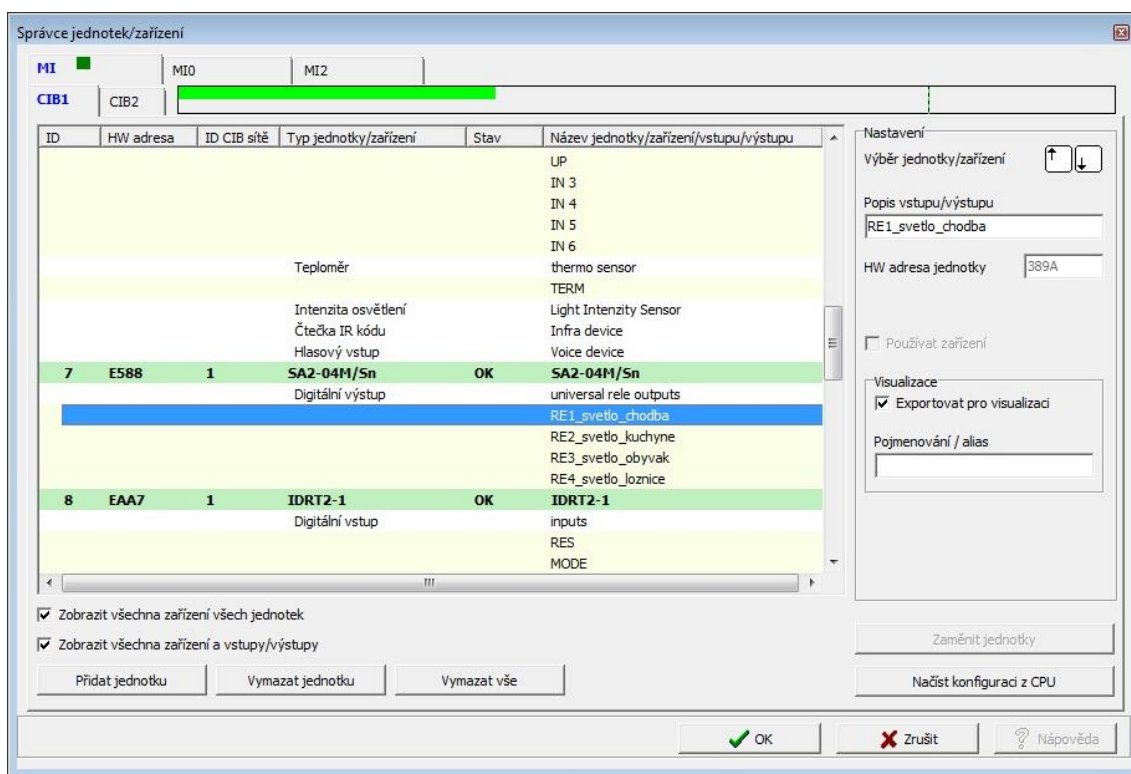 Správce jednotek/zařízení
MI MI0 MI2
CIB1 CIB2
ID HW adresa ID CIB sítě Typ jednotky/zařízení Stav Název jednotky/zařízení/vstupu/výstupu
UP
IN 3
IN 4
IN 5
IN 6
Teploměr thermo sensor
TERM
Intenzita osvětlení Light Intenzity Sensor
Čtečka IR kódu Infra device
Hlasový vstup Voice device
7 E588 1 SA2-04M/Sn OK SA2-04M/Sn
Digitální výstup universal rele outputs
RE1_svetlo_chodba
RE2_svetlo_kuchyne
RE3_svetlo_obyvak
RE4_svetlo_loznice
8 EAA7 1 IDRT2-1 OK IDRT2-1
Digitální vstup inputs
RES
MODE
Zobrazit všechna zařízení všech jednotek
Zobrazit všechna zařízení a vstupy/výstupy
Přidat jednotku Vymazat jednotku Vymazat vše
Nastavení
Výběr jednotky/zařízení
Popis vstupu/výstupu
RE1_svetlo_chodba
HW adresa jednotky 389A
Používat zařízení
Visualizace
Exportovat pro visualizaci
Pojmenování / alias
Zaměnit jednotky
Načíst konfiguraci z CPU
OK Zrušit Nápověda